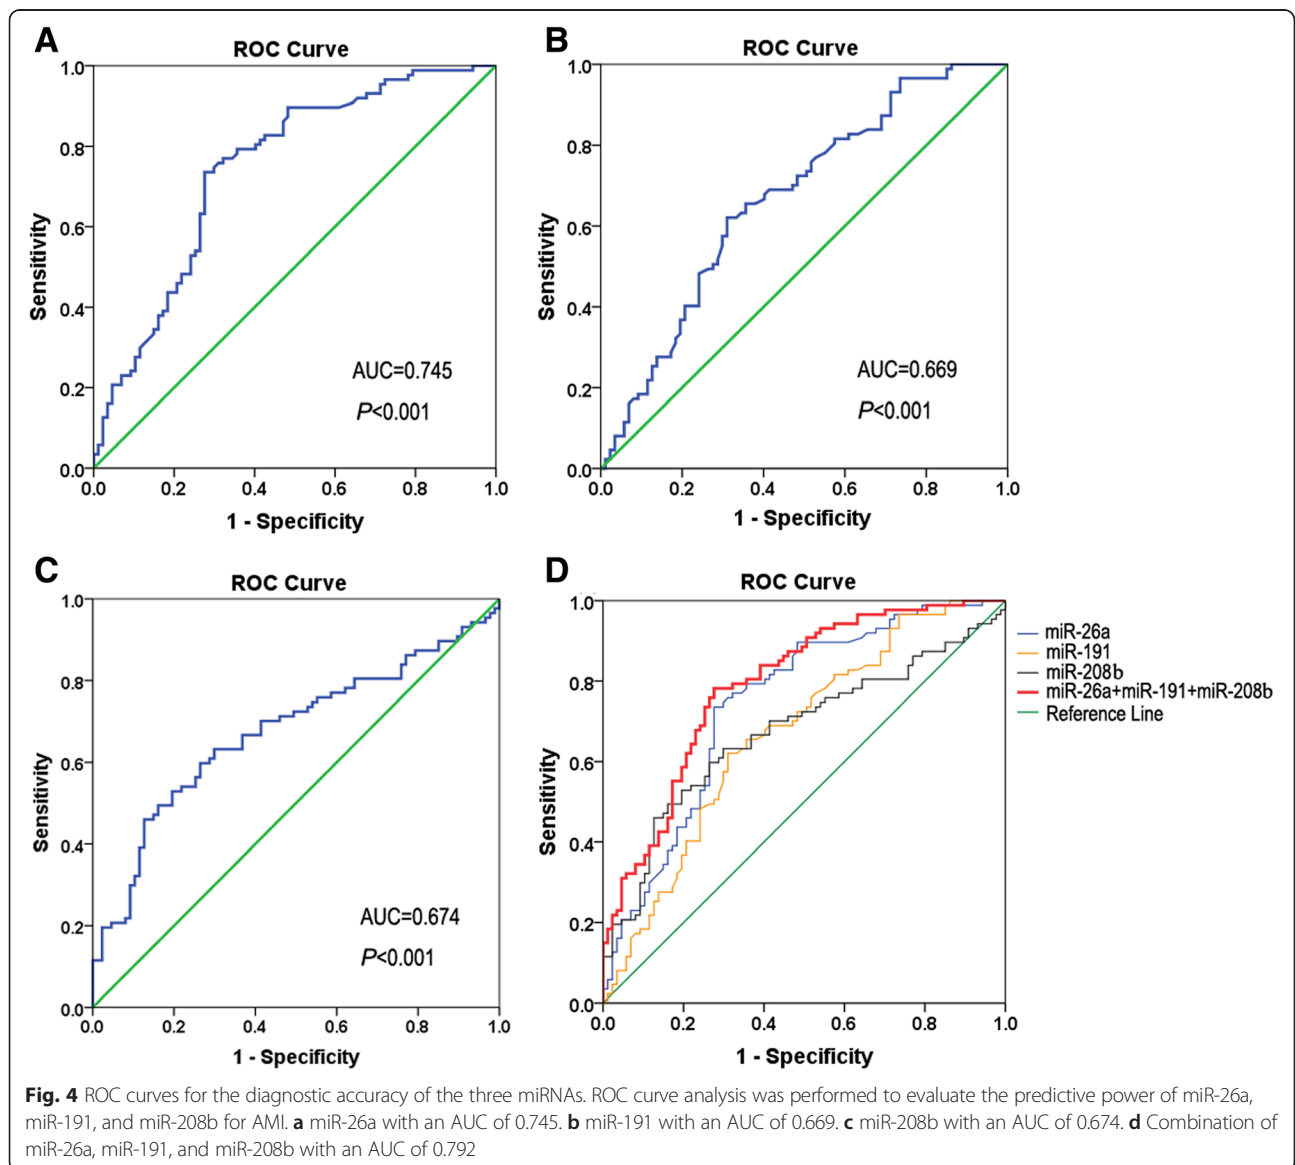 A
ROC Curve
1.0
0.8
0.6
0.4
0.2
0.0
Sensitivity
AUC=0.745
P<0.001
0.0 0.2 0.4 0.6 0.8 1.0
1 - Specificity
B
ROC Curve
1.0
0.8
0.6
0.4
0.2
0.0
Sensitivity
AUC=0.669
P<0.001
0.0 0.2 0.4 0.6 0.8 1.0
1 - Specificity
C
ROC Curve
1.0
0.8
0.6
0.4
0.2
0.0
Sensitivity
AUC=0.674
P<0.001
0.0 0.2 0.4 0.6 0.8 1.0
1 - Specificity
D
ROC Curve
1.0
0.8
0.6
0.4
0.2
0.0
Sensitivity
0.0 0.2 0.4 0.6 0.8 1.0
1 - Specificity
miR-26a
miR-191
miR-208b
miR-26a+miR-191+miR-208b
Reference Line
Fig. 4 ROC curves for the diagnostic accuracy of the three miRNAs. ROC curve analysis was performed to evaluate the predictive power of miR-26a,
miR-191, and miR-208b for AMI. a miR-26a with an AUC of 0.745. b miR-191 with an AUC of 0.669. c miR-208b with an AUC of 0.674. d Combination of
miR-26a, miR-191, and miR-208b with an AUC of 0.792